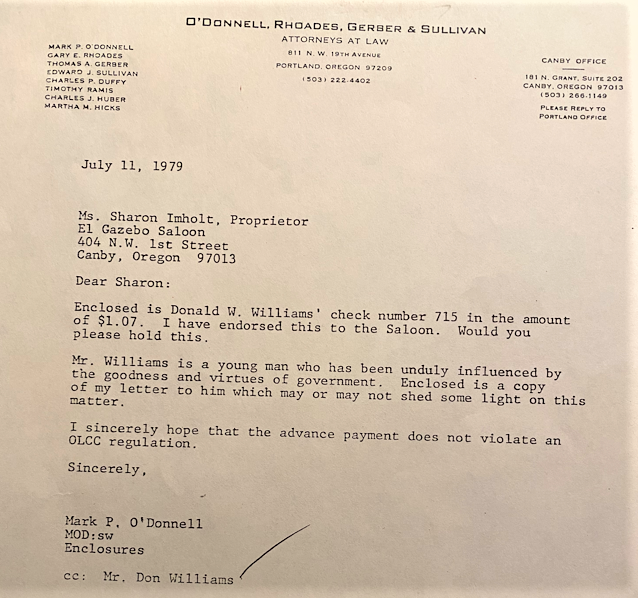 O'DONNELL, RHOADES, GERBER & SULLIVAN
ATTORNEYS AT LAW
811 N. W. 19TH AVENUE
PORTLAND, OREGON 97209
(503) 222-4402
MARK P. O'DONNELL
GARY E. RHOADES
THOMAS A. GERBER
EDWARD J. SULLIVAN
CHARLES P. DUFFY
TIMOTHY RAMIS
CHARLES J. HUBER
MARTHA M. HICKS
CANBY OFFICE
181 N. GRANT, SUITE 202
CANBY, OREGON 97013
(503) 266-1149
PLEASE REPLY TO
PORTLAND OFFICE
July 11, 1979
Ms. Sharon Imholt, Proprietor
El Gazebo Saloon
404 N.W. 1st Street
Canby, Oregon 97013
Dear Sharon:
Enclosed is Donald W. Williams' check number 715 in the amount
of $1.07. I have endorsed this to the Saloon. Would you
please hold this.
Mr. Williams is a young man who has been unduly influenced by
the goodness and virtues of government. Enclosed is a copy
of my letter to him which may or may not shed some light on this
matter.
I sincerely hope that the advance payment does not violate an
OLCC regulation.
Sincerely,
Mark P. O'Donnell
MOD:sw
Enclosures
cc: Mr. Don Williams